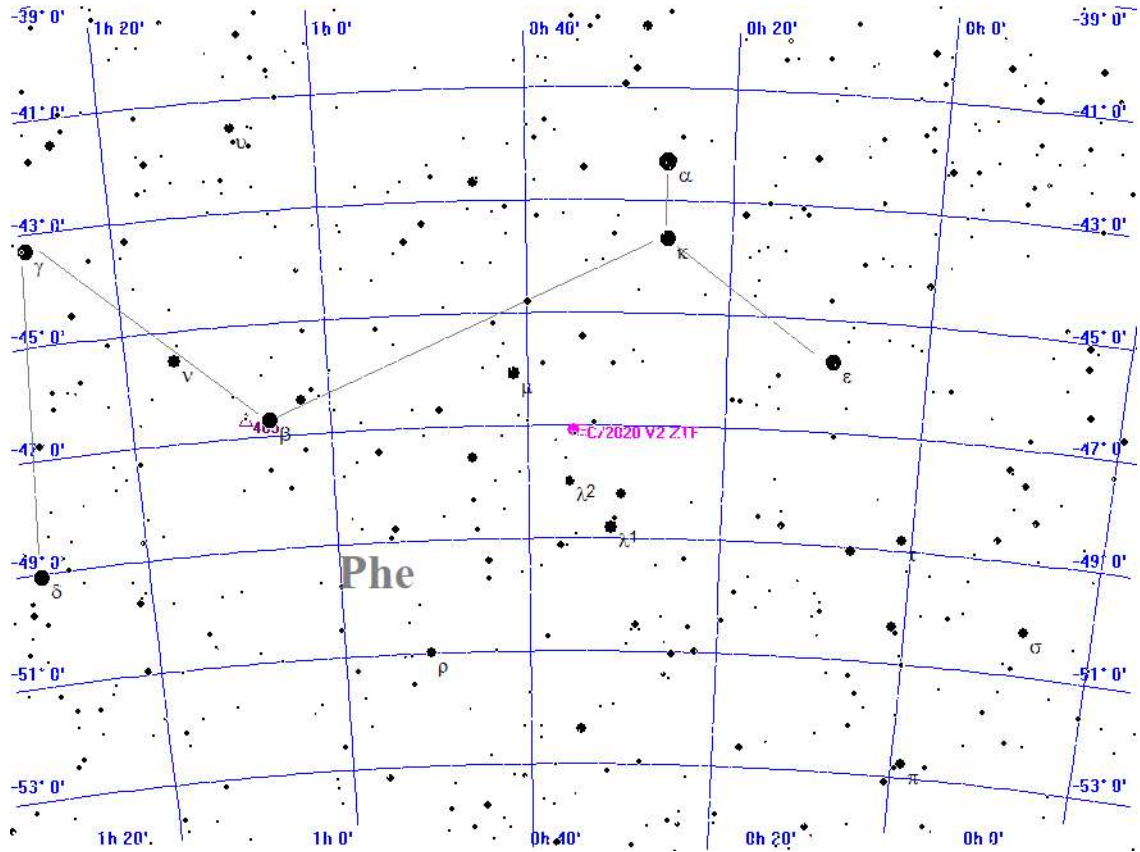 -39° 0' 1h 20' 1h 0' 0h 40' 0h 20' 0h 0' -39° 0'
-41° 0' -41° 0'
υ
α
-43° 0' -43° 0'
κ
γ
-45° 0' -45° 0'
ν μ ε
β
-47° 0' C/2020 V2 ZTF -47° 0'
λ2
λ1
-49° 0' Phe ι -49° 0'
δ
ρ σ
-51° 0' -51° 0'
π
-53° 0' -53° 0'
1h 20' 1h 0' 0h 40' 0h 20' 0h 0'